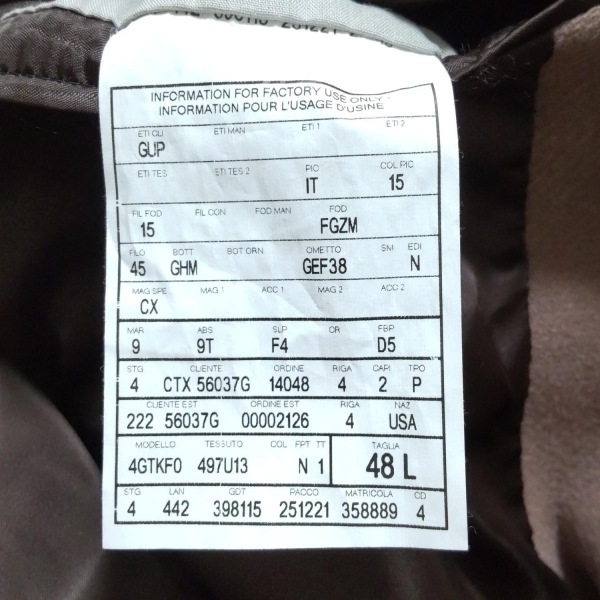 INFORMATION FOR FACTORY USE ONLY -
INFORMATION POUR L'USAGE D'USINE
ETI CLI ETI MAN ETI 1 ETI 2
GUP
ETI TES ETI TES 2 PIC COL PIC
IT 15
FIL FOD FIL CON FOD MAN FOD
15 FGZM
FILO BOTT BOT ORN OMETTO SM EDI
45 GHM GEF38 N
MAG SPE MAG 1 ACC 1 MAG 2 ACC 2
CX
MAR ABS SLP CR FBP
9 9T F4 D5
STG CLIENTE ORDINE RIGA CAPI TPO
4 CTX 56037G 14048 4 2 P
CLIENTE EST ORDINE EST RIGA NAZ
222 56037G 00002126 4 USA
MODELLO TESSUTO COL FPT TT TAGLIA
4GTKF0 497U13 N 1 48 L
STG LAN GDT PACCO MATRICOLA CD
4 442 398115 251221 358889 4